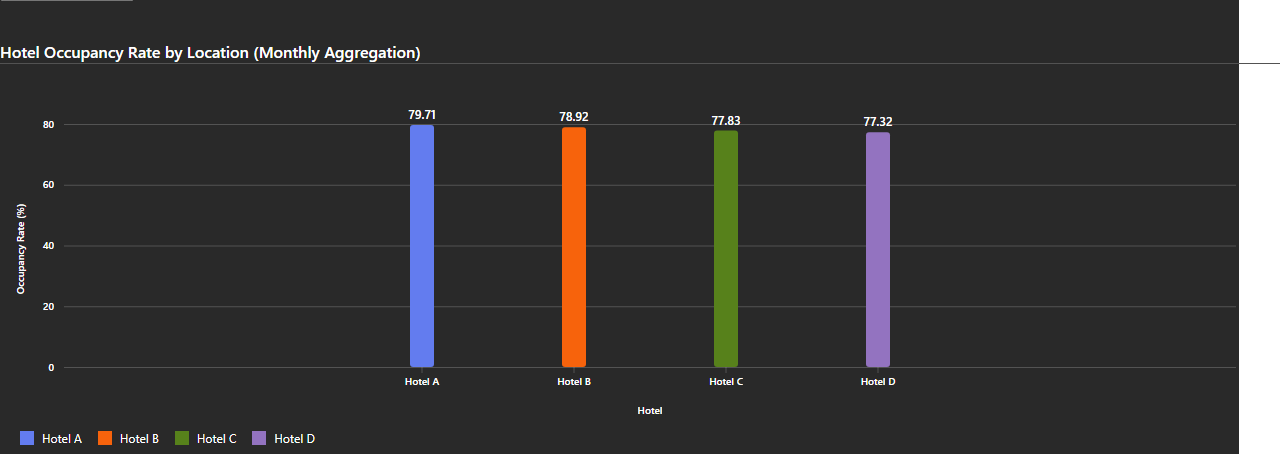 Hotel Occupancy Rate by Location (Monthly Aggregation)
79.71
78.92
77.83
77.32
80
60
40
20
0
Occupancy Rate (%)
Hotel A
Hotel B
Hotel C
Hotel D
Hotel
Hotel A
Hotel B
Hotel C
Hotel D